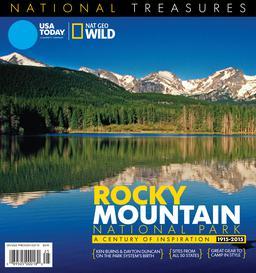 NATIONAL TREASURES
USA
TODAY
NAT GEO
WILD
ROCKY
MOUNTAIN
NATIONAL PARK
A CENTURY OF INSPIRATION 1915-2015
KEN BURNS & DAYTON DUNCAN
ON THE PARK SYSTEM'S BIRTH
SITES FROM
ALL 50 STATES
GREAT GEAR TO
CAMP IN STYLE